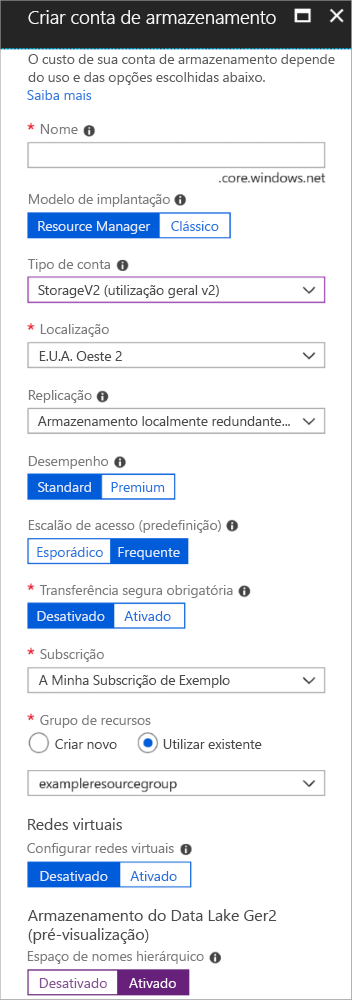 Criar conta de armazenamento
O custo de sua conta de armazenamento depende
do uso e das opções escolhidas abaixo.
Saiba mais
* Nome
.core.windows.net
Modelo de implantação
Resource Manager Clássico
Tipo de conta
StorageV2 (utilização geral v2)
* Localização
E.U.A. Oeste 2
Replicação
Armazenamento localmente redundante...
Desempenho
Standard Premium
Escalão de acesso (predefinição)
Esporádico Frequente
* Transferência segura obrigatória
Desativado Ativado
* Subscrição
A Minha Subscrição de Exemplo
* Grupo de recursos
Criar novo Utilizar existente
exampleresourcegroup
Redes virtuais
Configurar redes virtuais
Desativado Ativado
Armazenamento do Data Lake Ger2
(pré-visualização)
Espaço de nomes hierárquico
Desativado Ativado